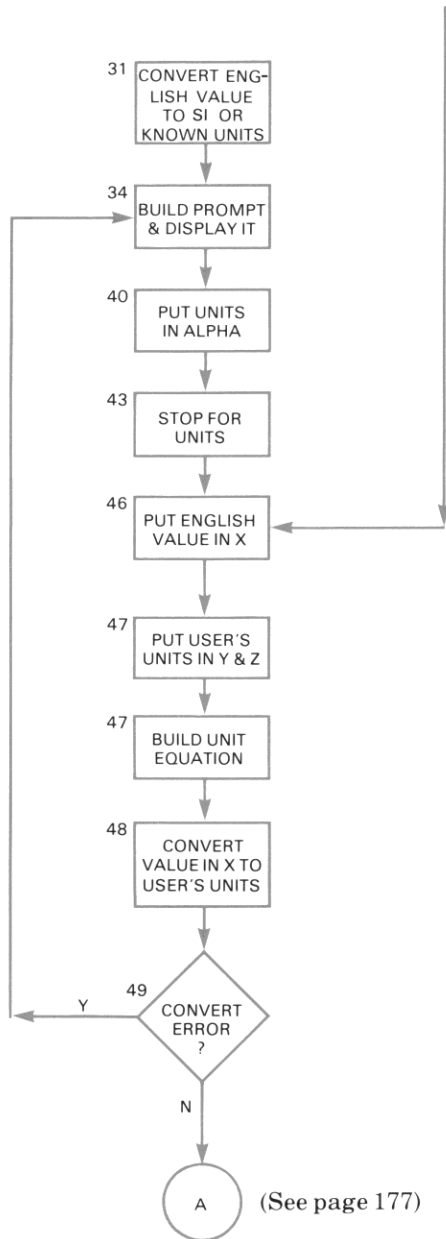 31
CONVERT ENG-
LISH VALUE
TO SI OR
KNOWN UNITS
34
BUILD PROMPT
& DISPLAY IT
40
PUT UNITS
IN ALPHA
43
STOP FOR
UNITS
46
PUT ENGLISH
VALUE IN X
47
PUT USER'S
UNITS IN Y & Z
47
BUILD UNIT
EQUATION
48
CONVERT
VALUE IN X TO
USER'S UNITS
49
Y
CONVERT
ERROR
?
N
A
(See page 177)